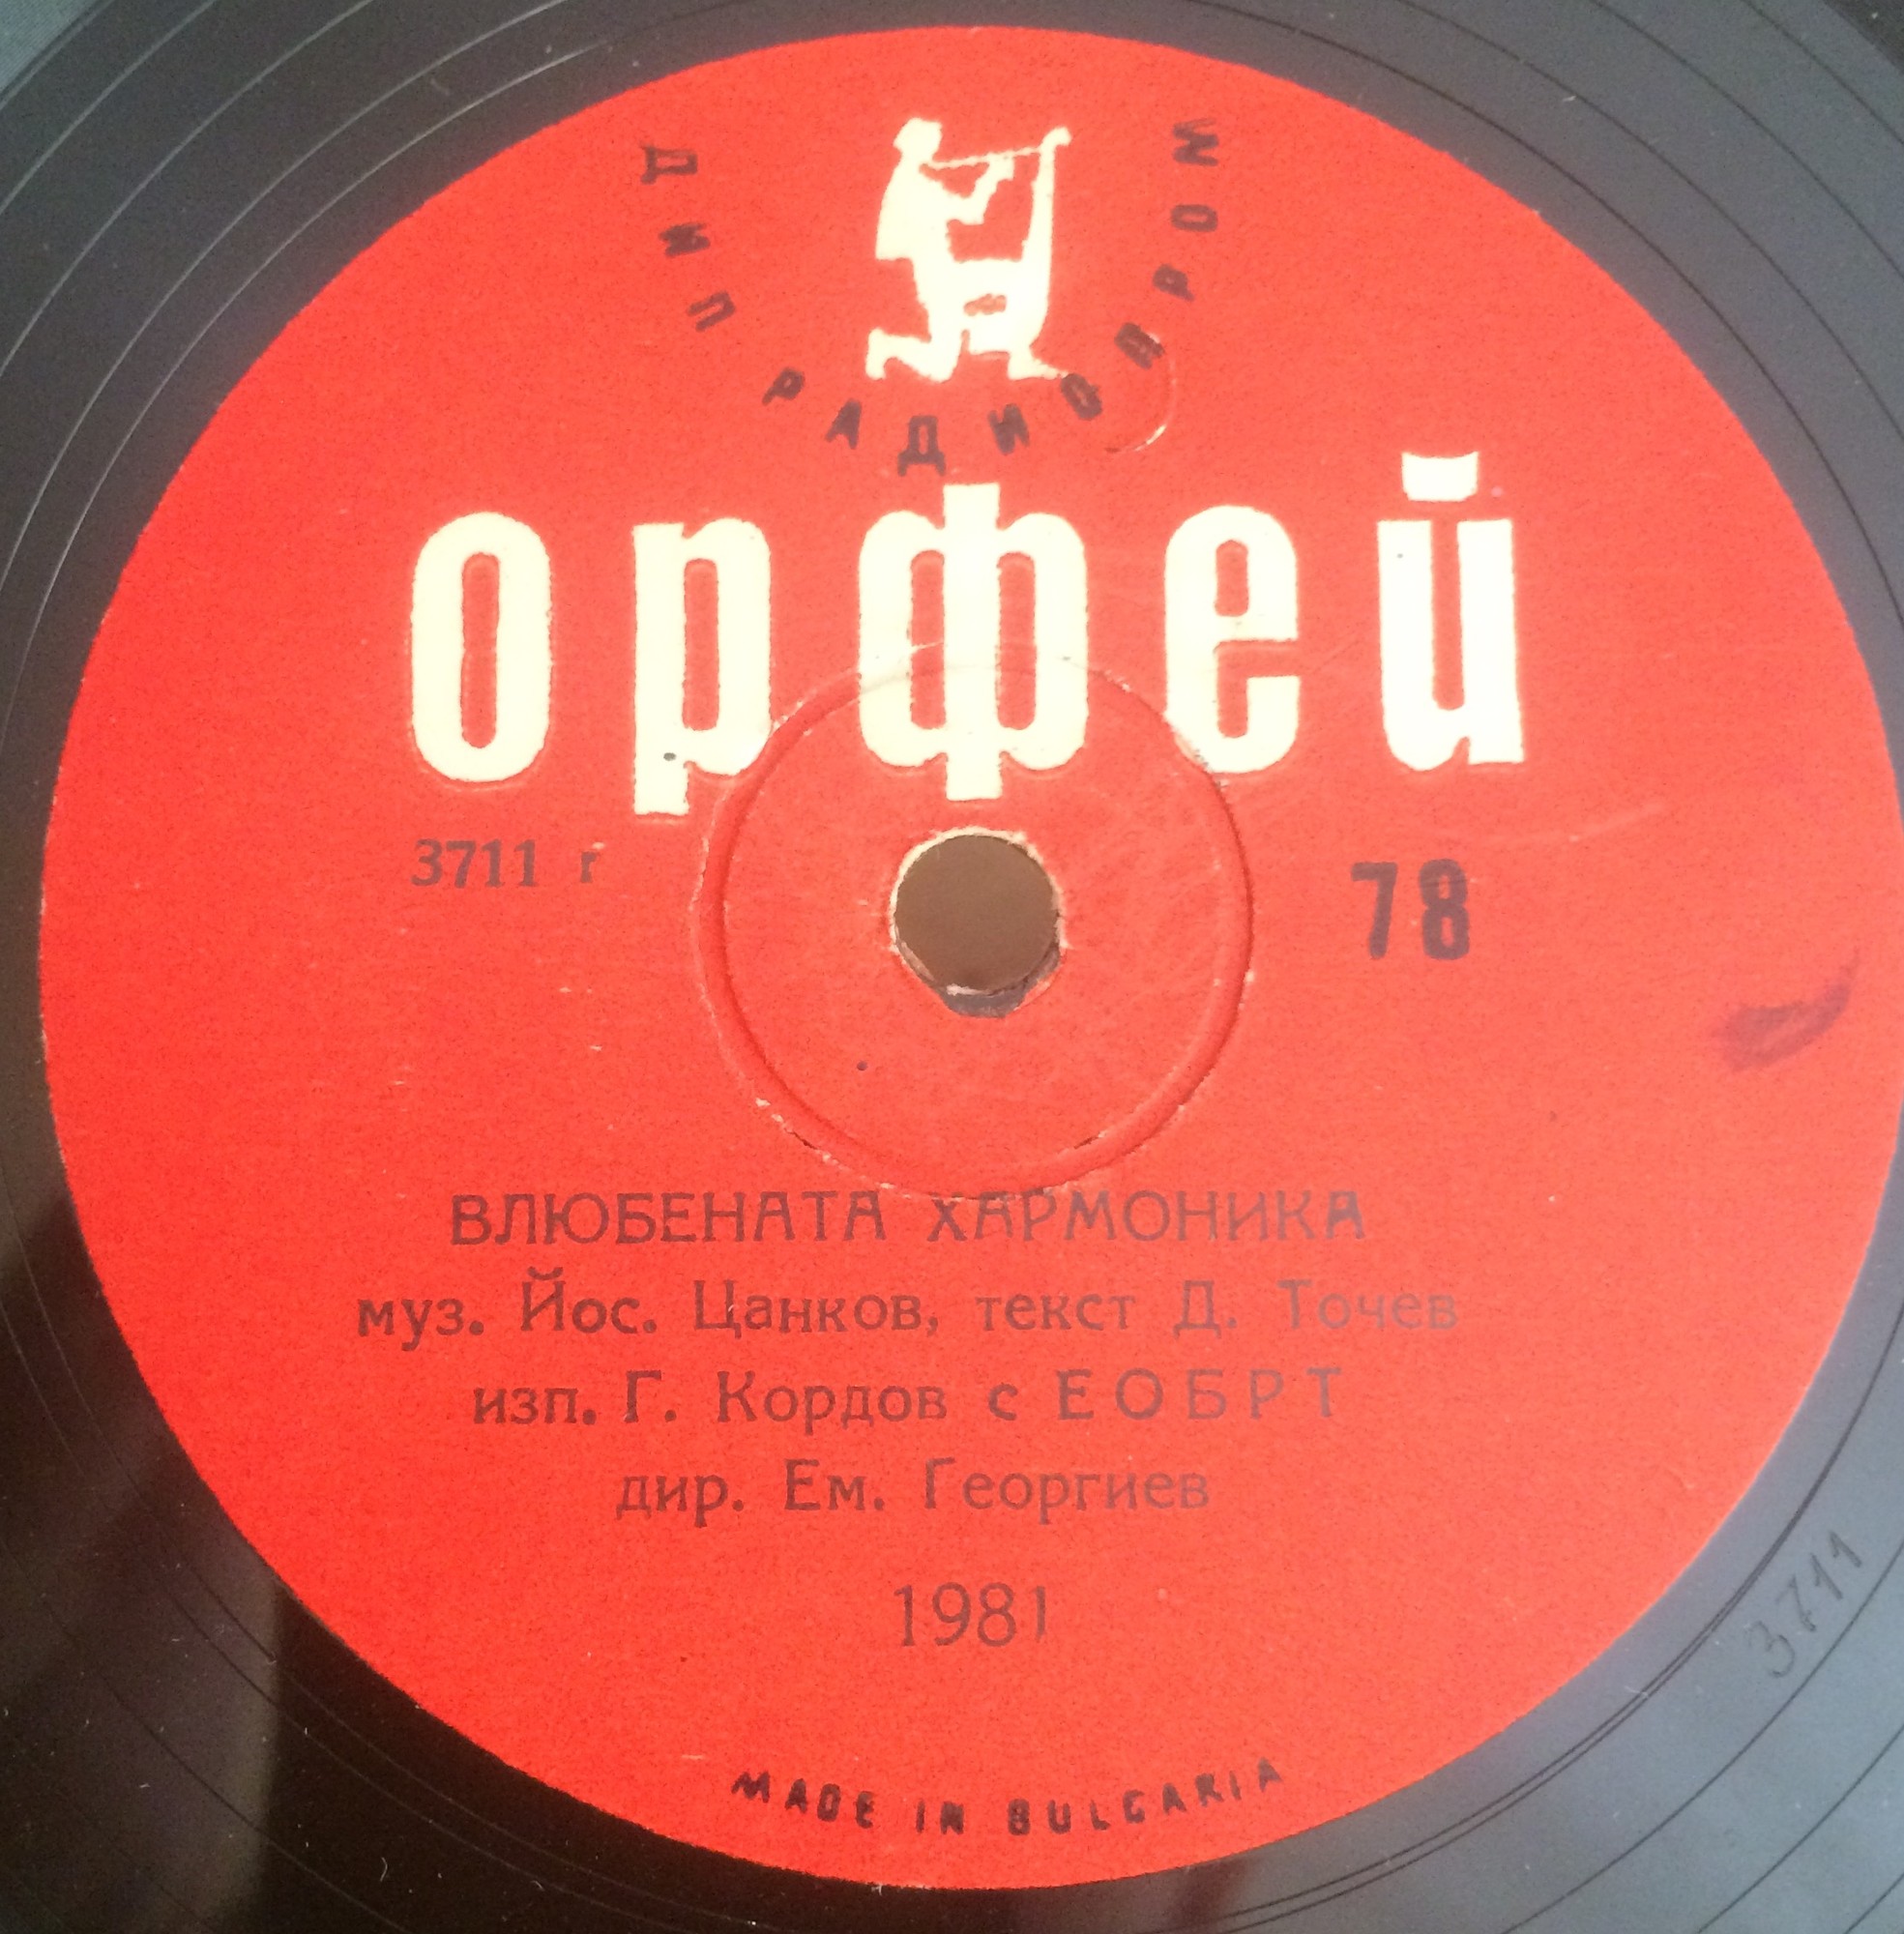 ДИП РАДИОПРОМ
орфей
3711 г
78
ВЛЮБЕНАТА ХАРМОНИКА
муз. Йос. Цанков, текст Д. Точев
изп. Г. Кордов с ЕОБРТ
дир. Ем. Георгиев
1981
MADE IN BULGARIA
3711